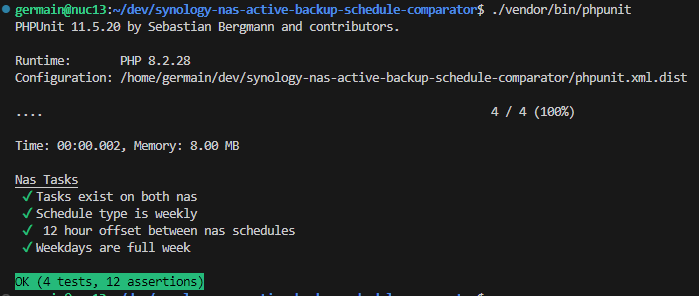 germain@nuc13:~/dev/synology-nas-active-backup-schedule-comparator$ ./vendor/bin/phpunit
PHPUnit 11.5.20 by Sebastian Bergmann and contributors.
Runtime:       PHP 8.2.28
Configuration: /home/germain/dev/synology-nas-active-backup-schedule-comparator/phpunit.xml.dist
....                                                                4 / 4 (100%)
Time: 00:00.002, Memory: 8.00 MB
Nas Tasks
✔ Tasks exist on both nas
✔ Schedule type is weekly
✔  12 hour offset between nas schedules
✔ Weekdays are full week
OK (4 tests, 12 assertions)